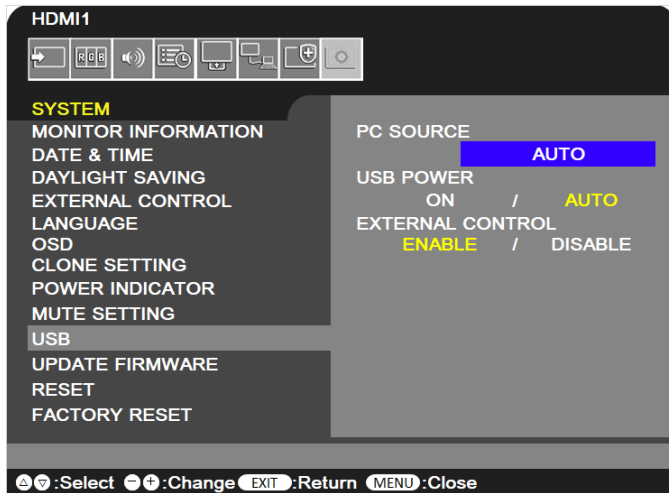 HDMI1
RGB
SYSTEM
MONITOR INFORMATION
DATE & TIME
DAYLIGHT SAVING
EXTERNAL CONTROL
LANGUAGE
OSD
CLONE SETTING
POWER INDICATOR
MUTE SETTING
USB
UPDATE FIRMWARE
RESET
FACTORY RESET
PC SOURCE
AUTO
USB POWER
ON / AUTO
EXTERNAL CONTROL
ENABLE / DISABLE
:Select :Change EXIT :Return MENU :Close